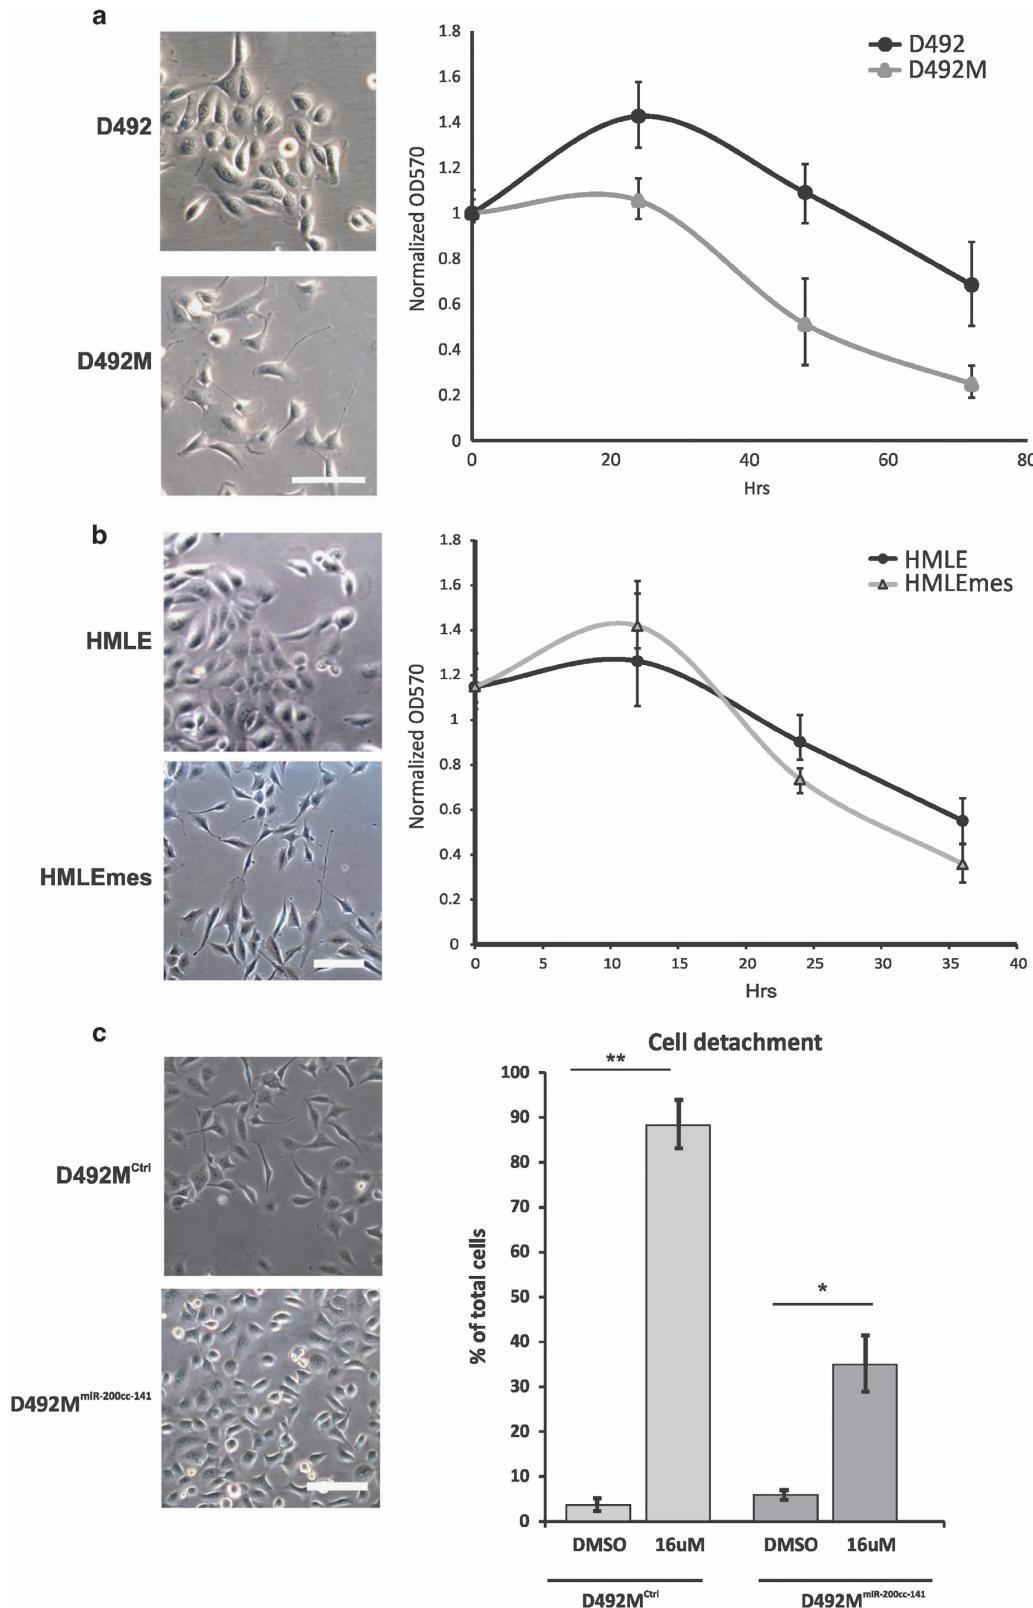 a
D492
D492M
Normalized OD570
1.8
1.6
1.4
1.2
1
0.8
0.6
0.4
0.2
0
0 20 40 60 80
Hrs
D492
D492M
b
HMLE
HMLEmes
Normalized OD570
1.8
1.6
1.4
1.2
1
0.8
0.6
0.4
0.2
0
0 5 10 15 20 25 30 35 40
Hrs
HMLE
HMLEmes
c
D492MCtrl
D492MmiR-200cc-141
Cell detachment
% of total cells
100
90
80
70
60
50
40
30
20
10
0
**
*
DMSO 16uM DMSO 16uM
D492MCtrl D492MmiR-200cc-141